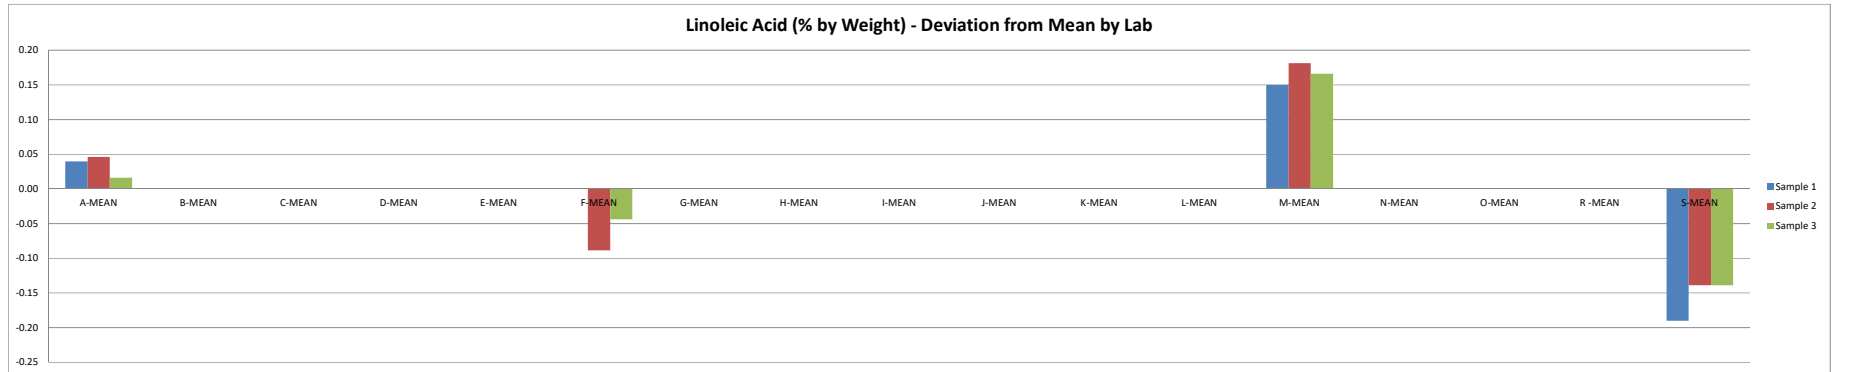 Linoleic Acid (% by Weight) - Deviation from Mean by Lab
0.20
0.15
0.10
0.05
0.00
-0.05
-0.10
-0.15
-0.20
-0.25
A-MEAN B-MEAN C-MEAN D-MEAN E-MEAN F-MEAN G-MEAN H-MEAN I-MEAN J-MEAN K-MEAN L-MEAN M-MEAN N-MEAN O-MEAN R -MEAN S-MEAN
Sample 1
Sample 2
Sample 3